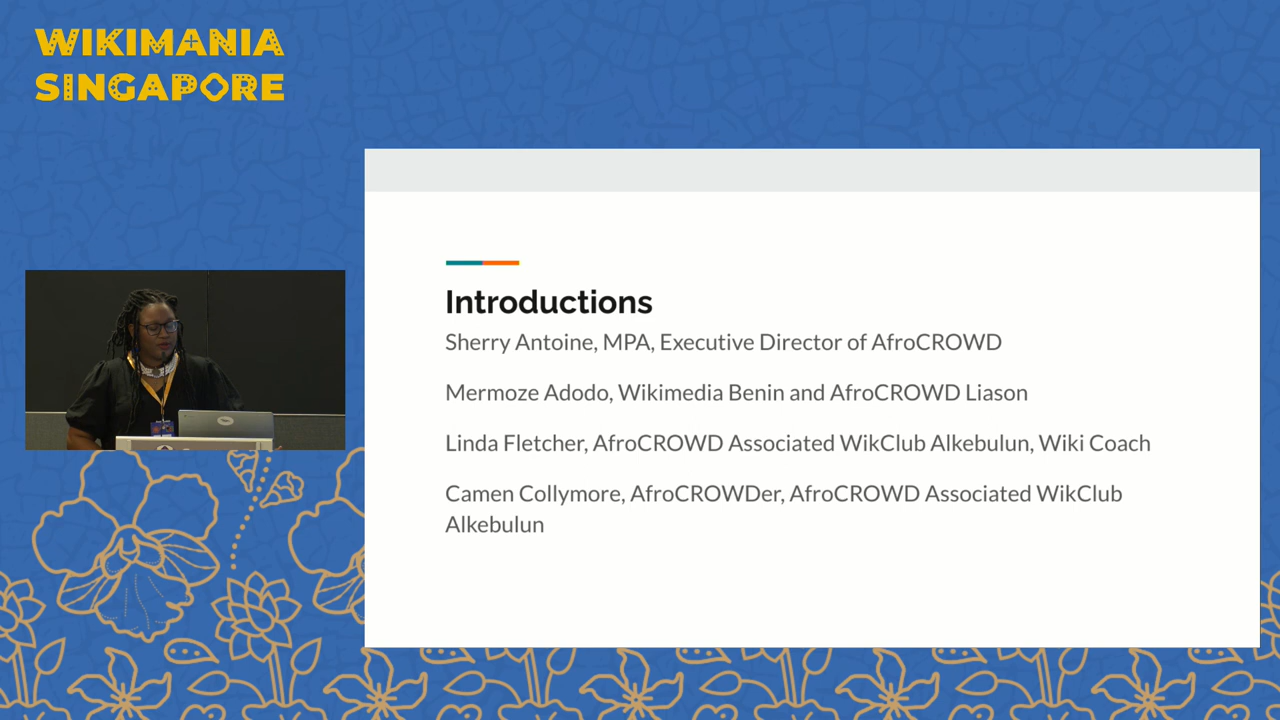 WIKIMANIA
SINGAPORE
Introductions
Sherry Antoine, MPA, Executive Director of AfroCROWD
Mermoze Adodo, Wikimedia Benin and AfroCROWD Liason
Linda Fletcher, AfroCROWD Associated WikClub Alkebulun, Wiki Coach
Camen Collymore, AfroCROWDer, AfroCROWD Associated WikClub
Alkebulun